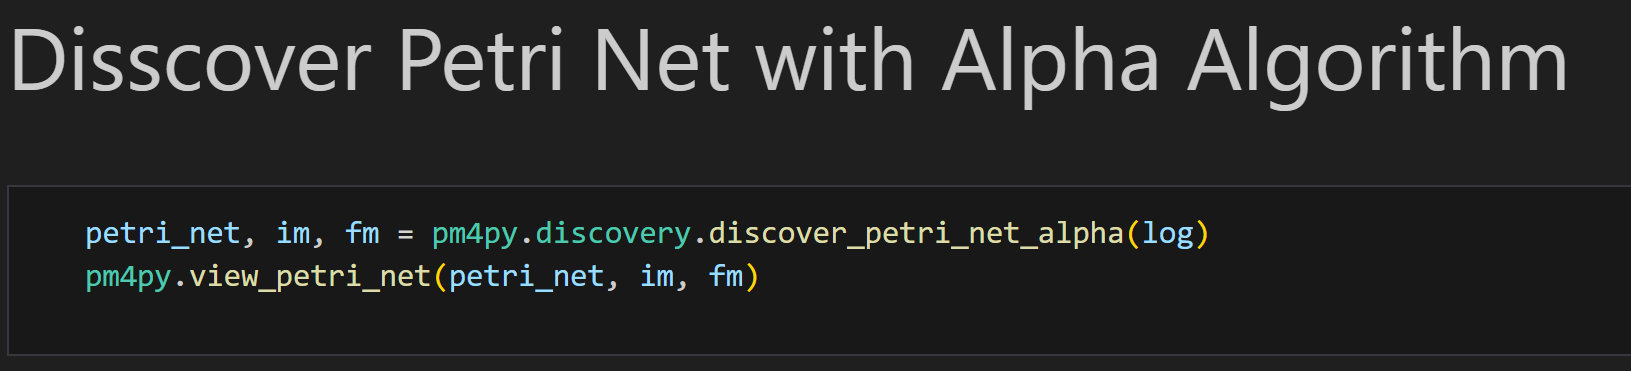 Disscover Petri Net with Alpha Algorithm
petri_net, im, fm = pm4py.discovery.discover_petri_net_alpha(log)
pm4py.view_petri_net(petri_net, im, fm)